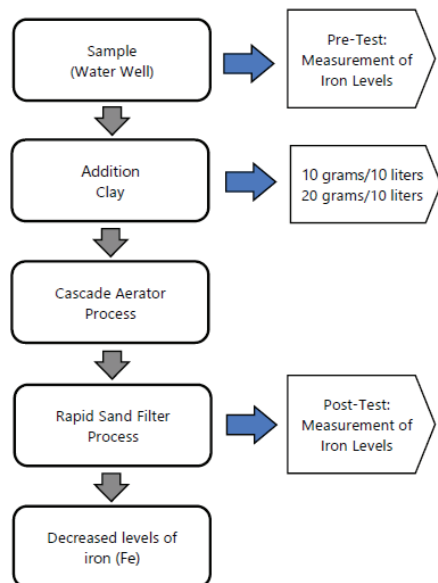 Sample
(Water Well)
Pre-Test:
Measurement of
Iron Levels
Addition
Clay
10 grams/10 liters
20 grams/10 liters
Cascade Aerator
Process
Rapid Sand Filter
Process
Post-Test:
Measurement of
Iron Levels
Decreased levels of
iron (Fe)